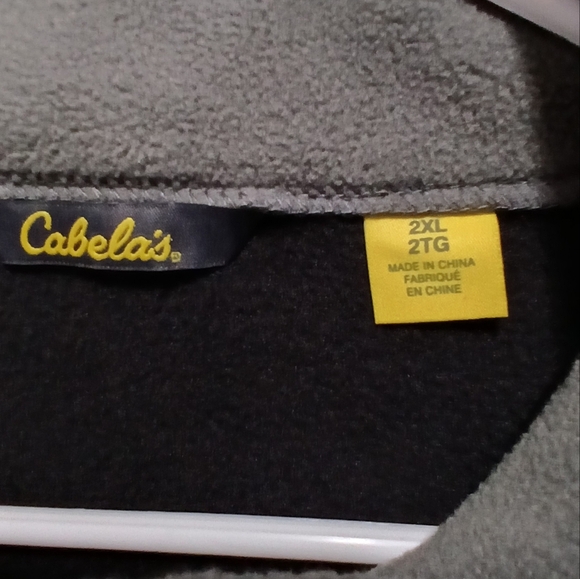 Cabela's®
2XL
2TG
MADE IN CHINA
FABRIQUÉ
EN CHINE